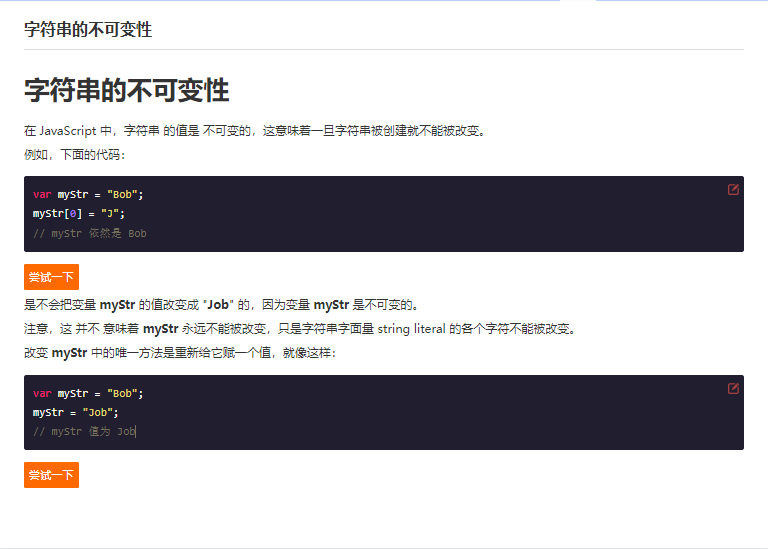 字符串的不可变性
字符串的不可变性
在 JavaScript 中，字符串 的值是 不可变的，这意味着一旦字符串被创建就不能被改变。
例如，下面的代码：
var myStr = "Bob";
myStr[0] = "J";
// myStr 依然是 Bob
尝试一下
是不会把变量 myStr 的值改变成 "Job" 的，因为变量 myStr 是不可变的。
注意，这 并不 意味着 myStr 永远不能被改变，只是字符串字面量 string literal 的各个字符不能被改变。
改变 myStr 中的唯一方法是重新给它赋一个值，就像这样：
var myStr = "Bob";
myStr = "Job";
// myStr 值为 Job
尝试一下